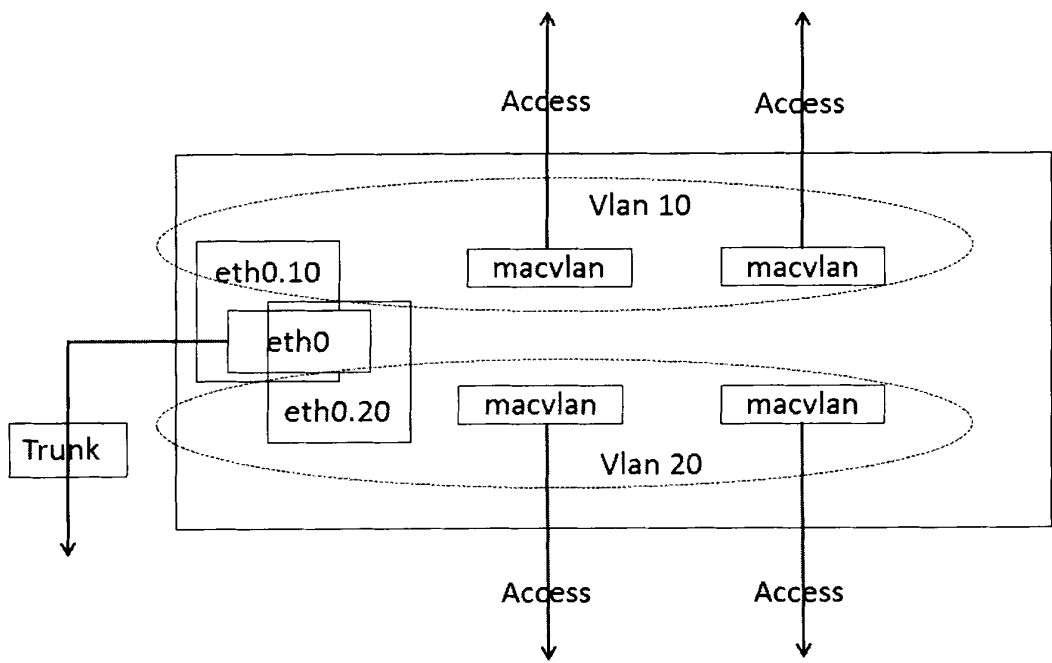 Access
Access
Vlan 10
eth0.10
macvlan
macvlan
eth0
macvlan
macvlan
eth0.20
Trunk
Vlan 20
Access
Access